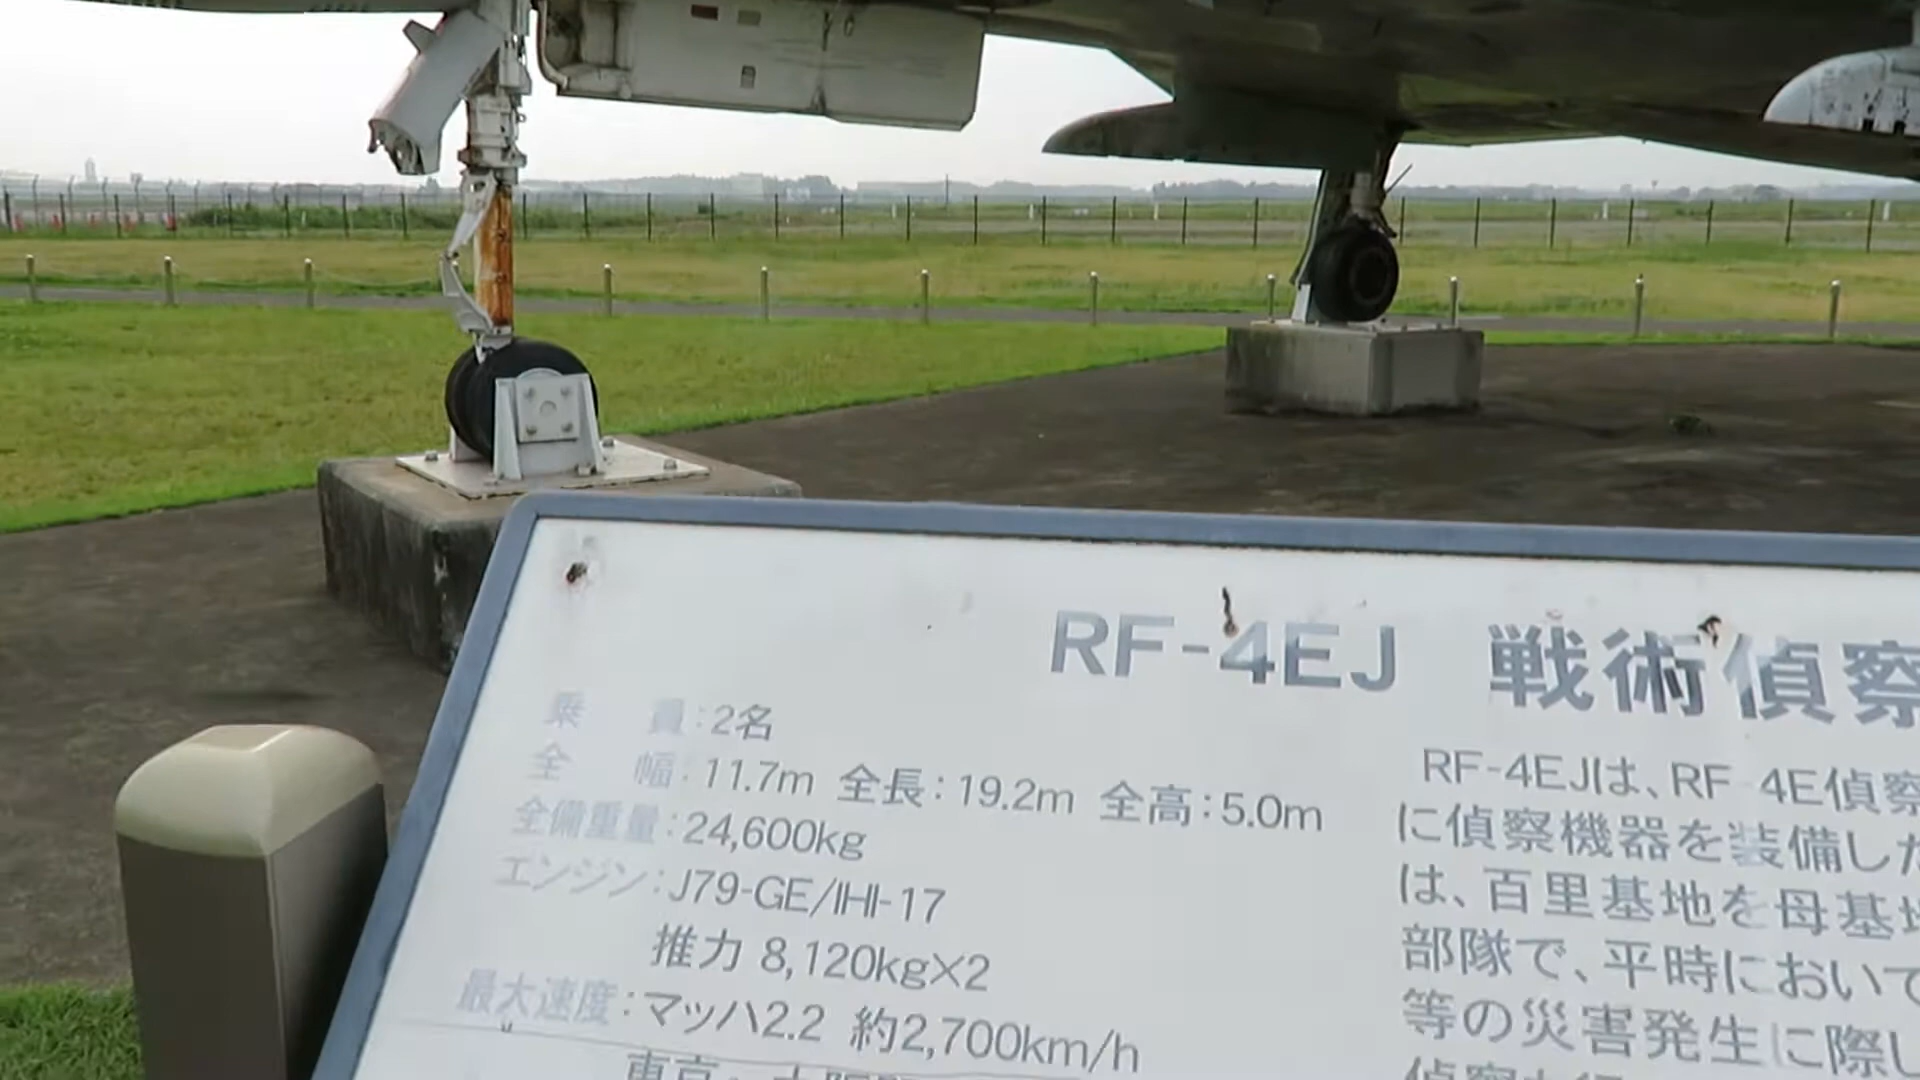 RF-4EJ 戦術偵察
乗 員：2名
全 幅：11.7m 全長：19.2m 全高：5.0m
全備重量：24,600kg
エンジン：J79-GE/IHI-17
推力 8,120kg×2
最大速度：マッハ2.2 約2,700km/h
東京
RF-4EJは、RF-4E偵察
に偵察機器を装備した
は、百里基地を母基地
部隊で、平時において
等の災害発生に際し